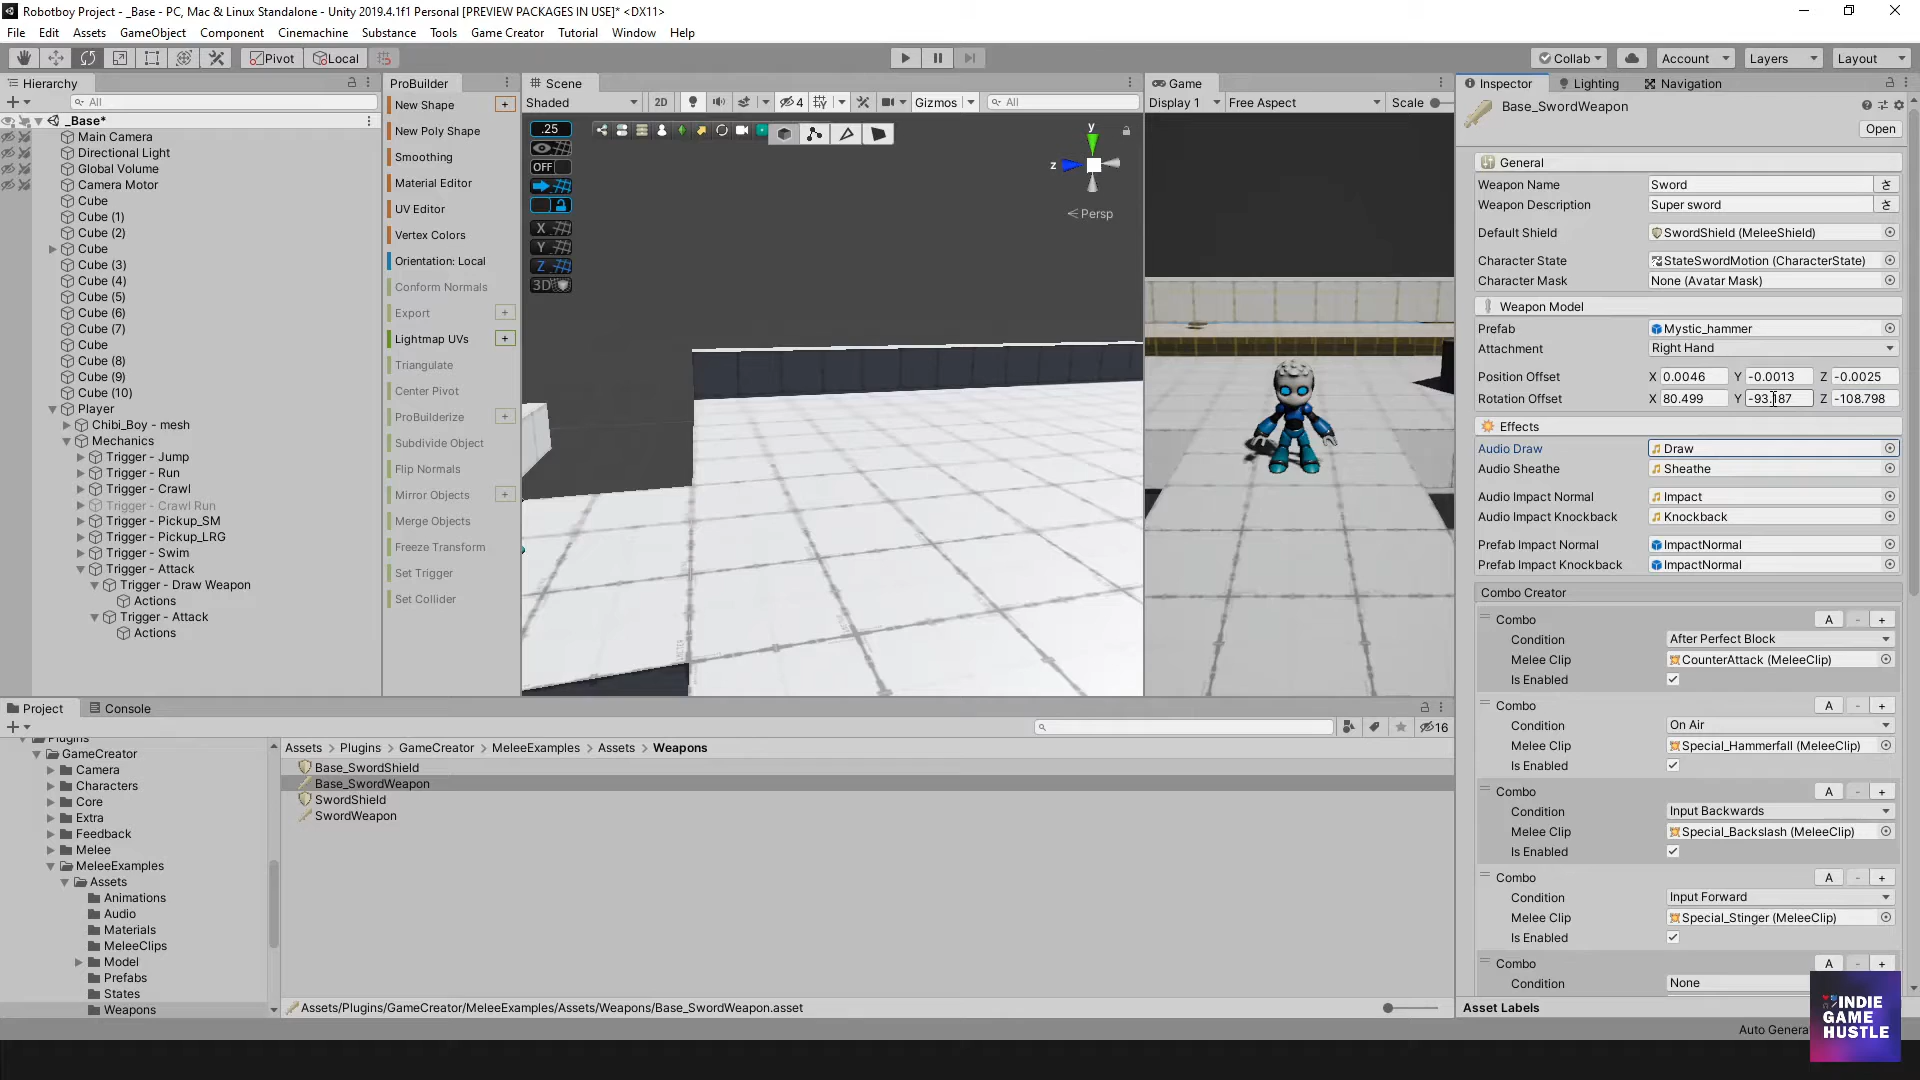 Robotboy Project - _Base - PC, Mac & Linux Standalone - Unity 2019.4.1f1 Personal [PREVIEW PACKAGES IN USE]* <DX11>
File Edit Assets GameObject Component Cinemachine Substance Tools Game Creator Tutorial Window Help
Pivot Local Collab Account Layers Layout
Hierarchy
All
_Base*
Main Camera
Directional Light
Global Volume
Camera Motor
Cube
Cube (1)
Cube (2)
Cube
Cube (3)
Cube (4)
Cube (5)
Cube (6)
Cube (7)
Cube
Cube (8)
Cube (9)
Cube (10)
Player
Chibi_Boy - mesh
Mechanics
Trigger - Jump
Trigger - Run
Trigger - Crawl
Trigger - Crawl Run
Trigger - Pickup_SM
Trigger - Pickup_LRG
Trigger - Swim
Trigger - Attack
Trigger - Draw Weapon
Actions
Trigger - Attack
Actions
ProBuilder
New Shape +
New Poly Shape
Smoothing
Material Editor
UV Editor
Vertex Colors
Orientation: Local
Conform Normals
Export +
Lightmap UVs +
Triangulate
Center Pivot
ProBuilderize +
Subdivide Object
Flip Normals
Mirror Objects +
Merge Objects
Freeze Transform
Set Trigger
Set Collider
Scene
Shaded 2D 4 Gizmos All
.25
OFF
X
Y
Z
3D
y
z
Persp
Game
Display 1 Free Aspect Scale
Inspector Lighting Navigation
Base_SwordWeapon
Open
General
Weapon Name Sword さ
Weapon Description Super sword さ
Default Shield SwordShield (MeleeShield)
Character State StateSwordMotion (CharacterState)
Character Mask None (Avatar Mask)
Weapon Model
Prefab Mystic_hammer
Attachment Right Hand
Position Offset X 0.0046 Y -0.0013 Z -0.0025
Rotation Offset X 80.499 Y -93.187 Z -108.798
Effects
Audio Draw Draw
Audio Sheathe Sheathe
Audio Impact Normal Impact
Audio Impact Knockback Knockback
Prefab Impact Normal ImpactNormal
Prefab Impact Knockback ImpactNormal
Combo Creator
Combo A - +
Condition After Perfect Block
Melee Clip CounterAttack (MeleeClip)
Is Enabled
Combo A - +
Condition On Air
Melee Clip Special_Hammerfall (MeleeClip)
Is Enabled
Combo A - +
Condition Input Backwards
Melee Clip Special_Backslash (MeleeClip)
Is Enabled
Combo A - +
Condition Input Forward
Melee Clip Special_Stinger (MeleeClip)
Is Enabled
Combo A - +
Condition None
Asset Labels
Auto Genera
INDIE
GAME
HUSTLE
Project Console
16
Plugins
GameCreator
Camera
Characters
Core
Extra
Feedback
Melee
MeleeExamples
Assets
Animations
Audio
Materials
MeleeClips
Model
Prefabs
States
Weapons
Assets > Plugins > GameCreator > MeleeExamples > Assets > Weapons
Base_SwordShield
Base_SwordWeapon
SwordShield
SwordWeapon
Assets/Plugins/GameCreator/MeleeExamples/Assets/Weapons/Base_SwordWeapon.asset